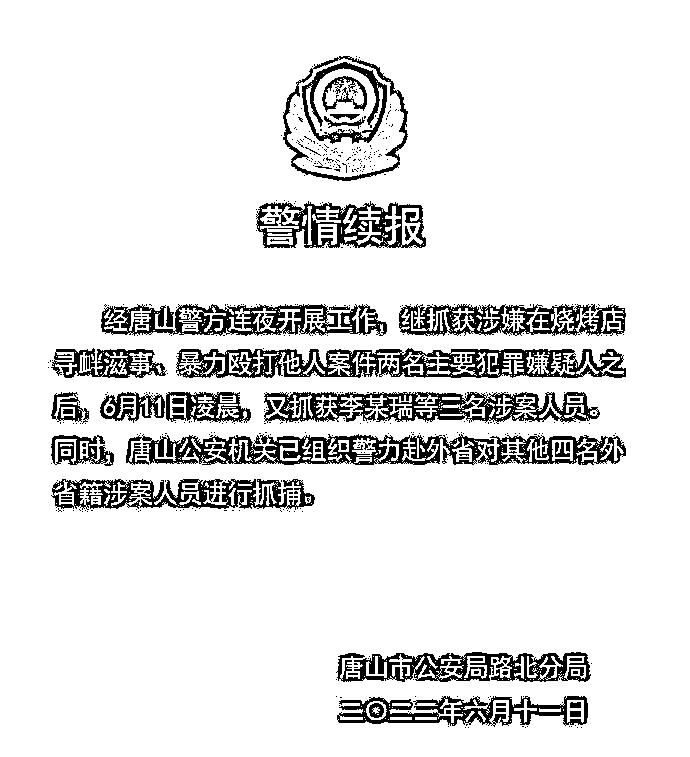 警情续报
经唐山警方连夜开展工作，继抓获涉嫌在烧烤店
寻衅滋事、暴力殴打他人案件两名主要犯罪嫌疑人之
后，6月11日凌晨，又抓获李某瑞等三名涉案人员。
同时，唐山公安机关已组织警力赴外省对其他四名外
省籍涉案人员进行抓捕。
唐山市公安局路北分局
二〇二二年六月十一日